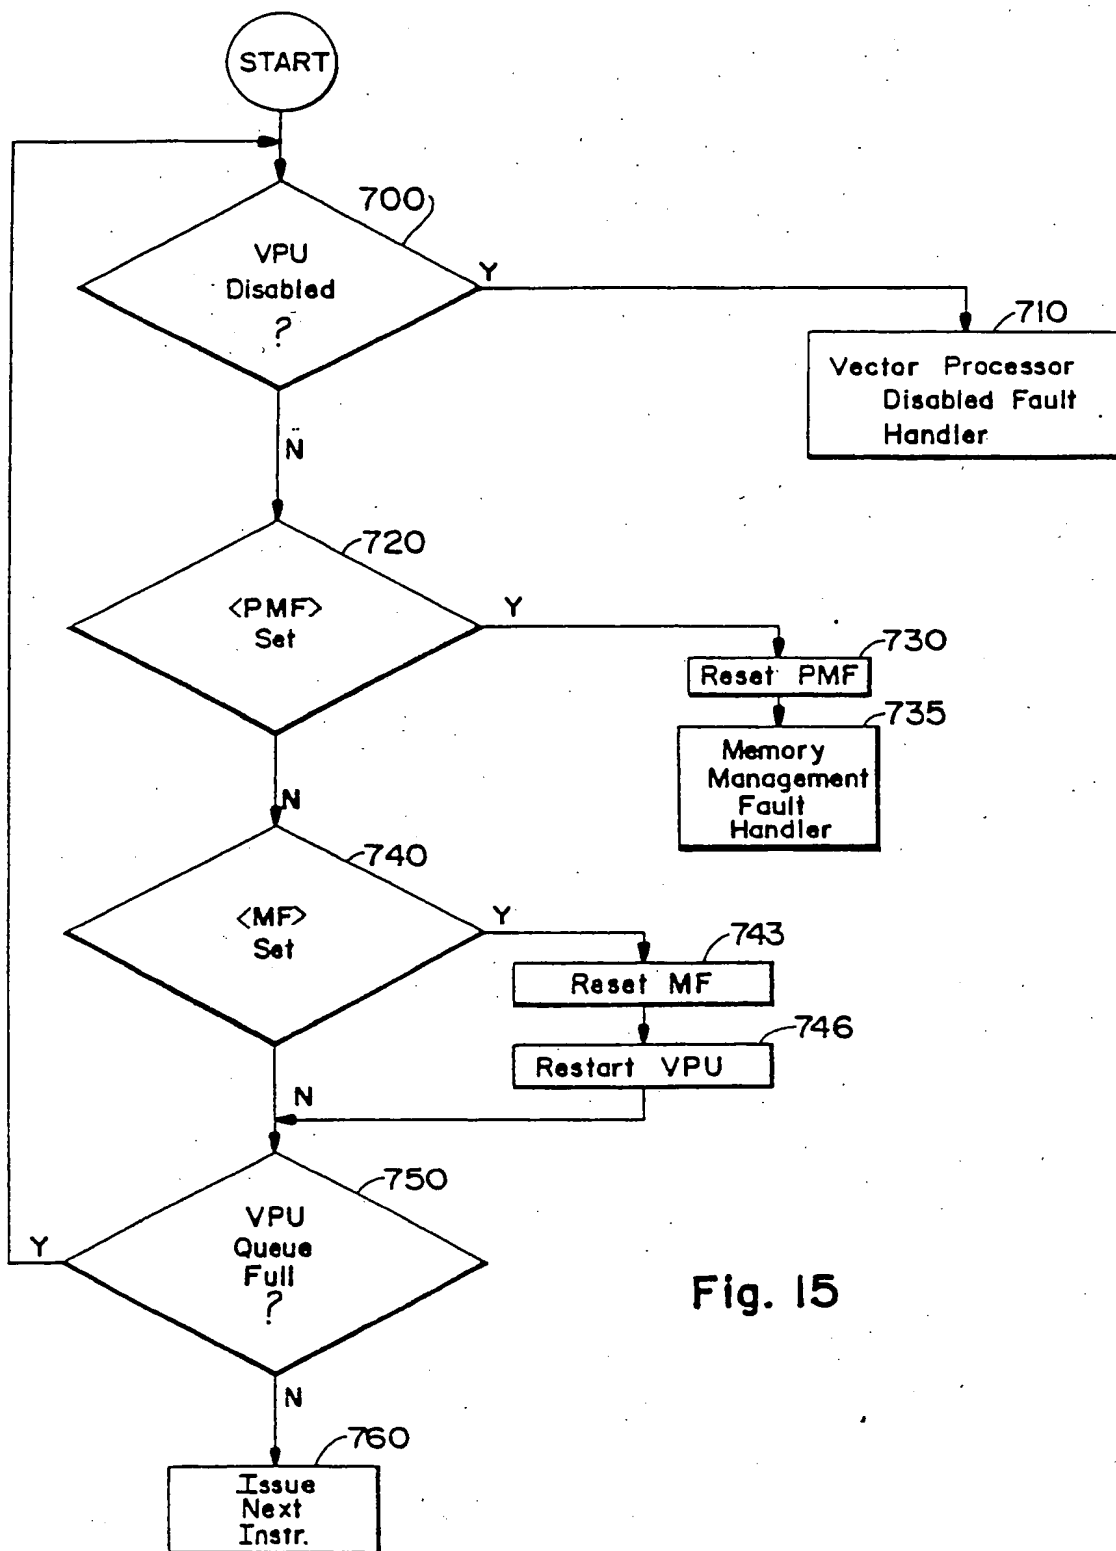 START
700
VPU
Disabled
?
Y
710
Vector Processor
Disabled Fault
Handler
N
720
<PMF>
Set
Y
730
Reset PMF
735
Memory
Management
Fault
Handler
N
740
<MF>
Set
Y
743
Reset MF
746
Restart VPU
N
750
VPU
Queue
Full
?
Y
Fig. 15
N
760
Issue
Next
Instr.